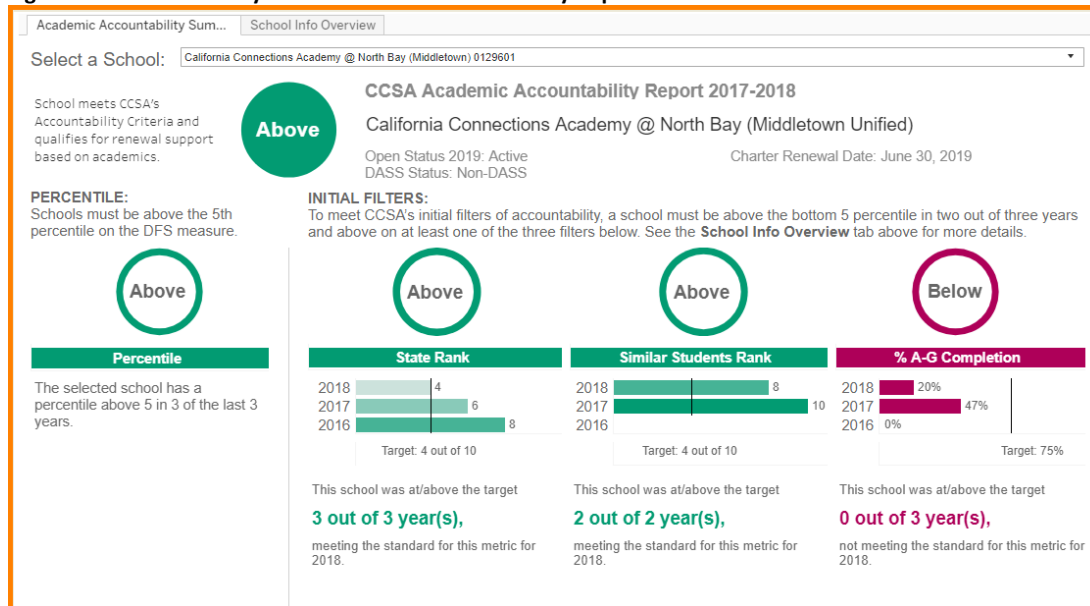 Academic Accountability Sum...
School Info Overview
Select a School:
California Connections Academy @ North Bay (Middletown) 0129601
School meets CCSA's
Accountability Criteria and
qualifies for renewal support
based on academics.
Above
CCSA Academic Accountability Report 2017-2018
California Connections Academy @ North Bay (Middletown Unified)
Open Status 2019: Active
Charter Renewal Date: June 30, 2019
DASS Status: Non-DASS
PERCENTILE:
Schools must be above the 5th
percentile on the DFS measure.
INITIAL FILTERS:
To meet CCSA's initial filters of accountability, a school must be above the bottom 5 percentile in two out of three years
and above on at least one of the three filters below. See the School Info Overview tab above for more details.
Above
Percentile
The selected school has a
percentile above 5 in 3 of the last 3
years.
Above
State Rank
2018 4
2017 6
2016 8
Target: 4 out of 10
This school was at/above the target
3 out of 3 year(s),
meeting the standard for this metric for
2018.
Above
Similar Students Rank
2018 8
2017 10
2016
Target: 4 out of 10
This school was at/above the target
2 out of 2 year(s),
meeting the standard for this metric for
2018.
Below
% A-G Completion
2018 20%
2017 47%
2016 0%
Target: 75%
This school was at/above the target
0 out of 3 year(s),
not meeting the standard for this metric for
2018.